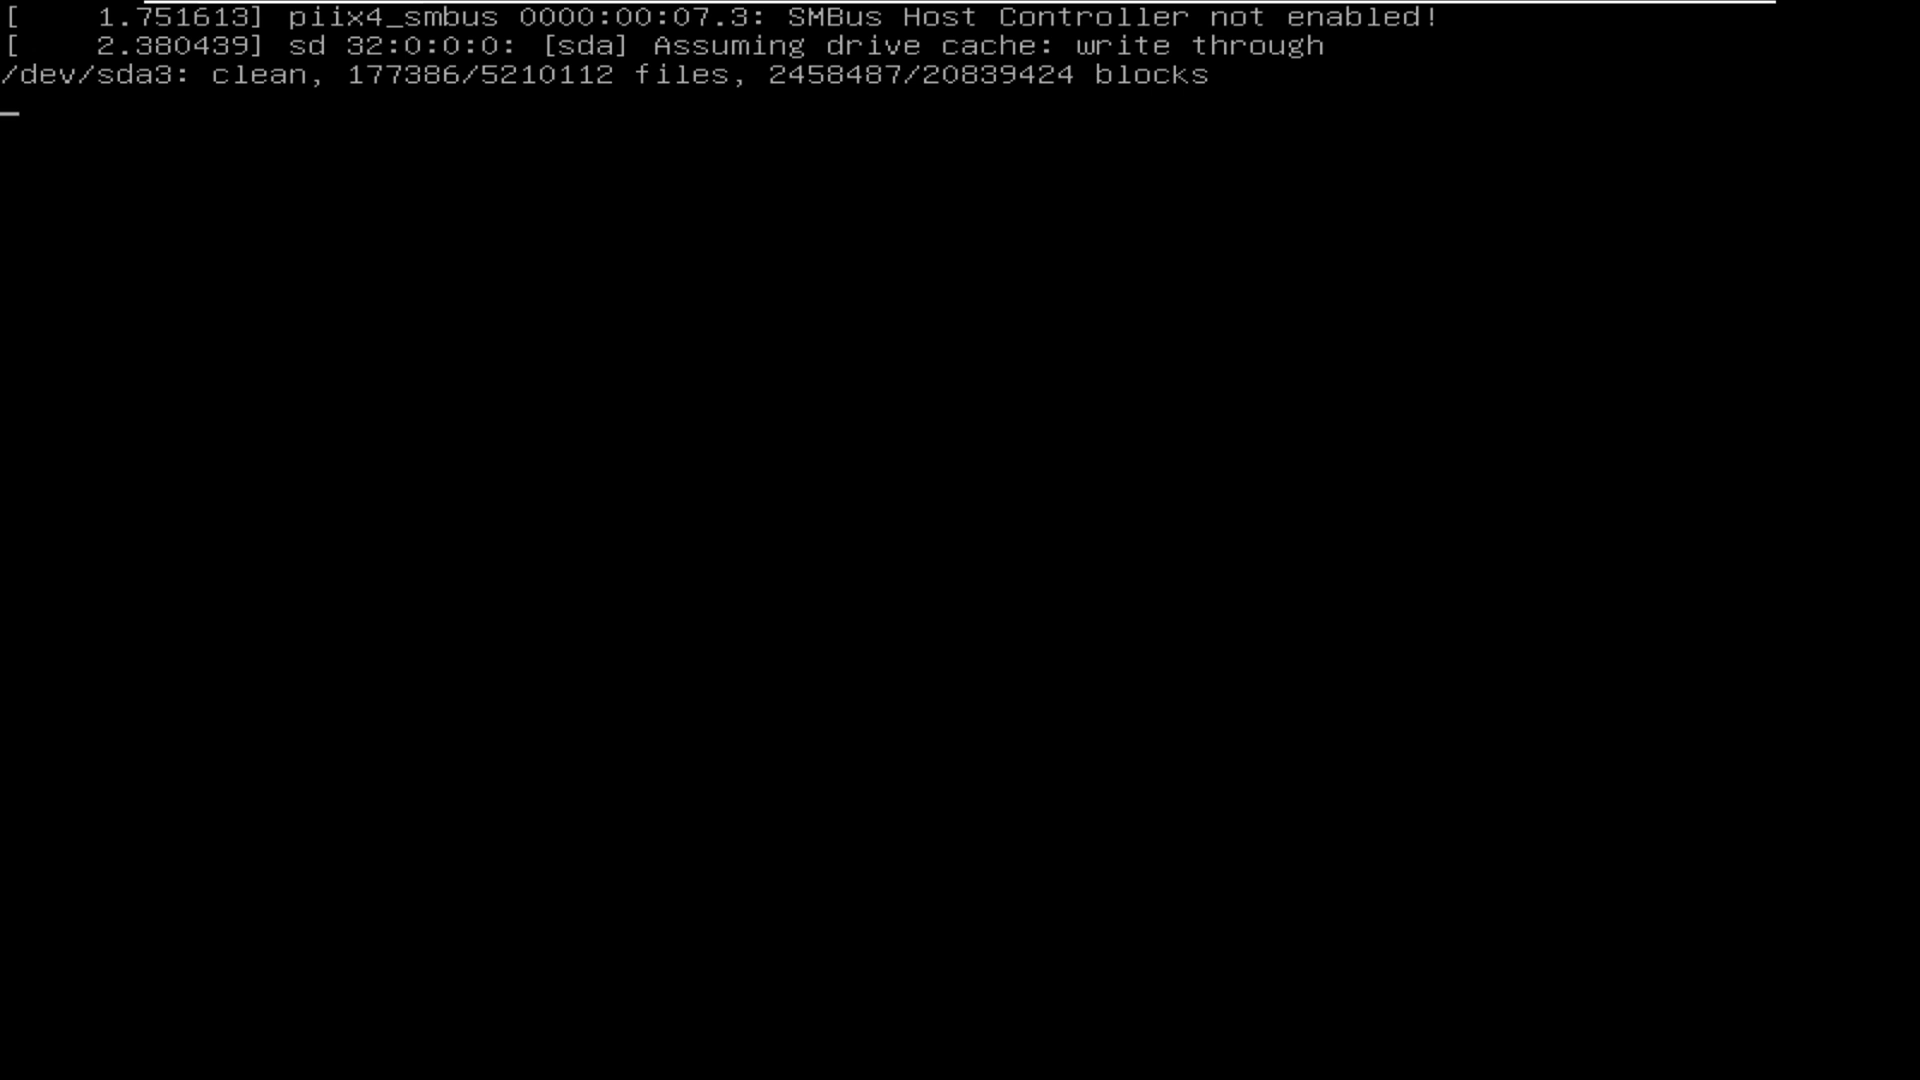 [    1.751613] piix4_smbus 0000:00:07.3: SMBus Host Controller not enabled!
[    2.380439] sd 32:0:0:0: [sda] Assuming drive cache: write through
/dev/sda3: clean, 177386/5210112 files, 2458487/20839424 blocks